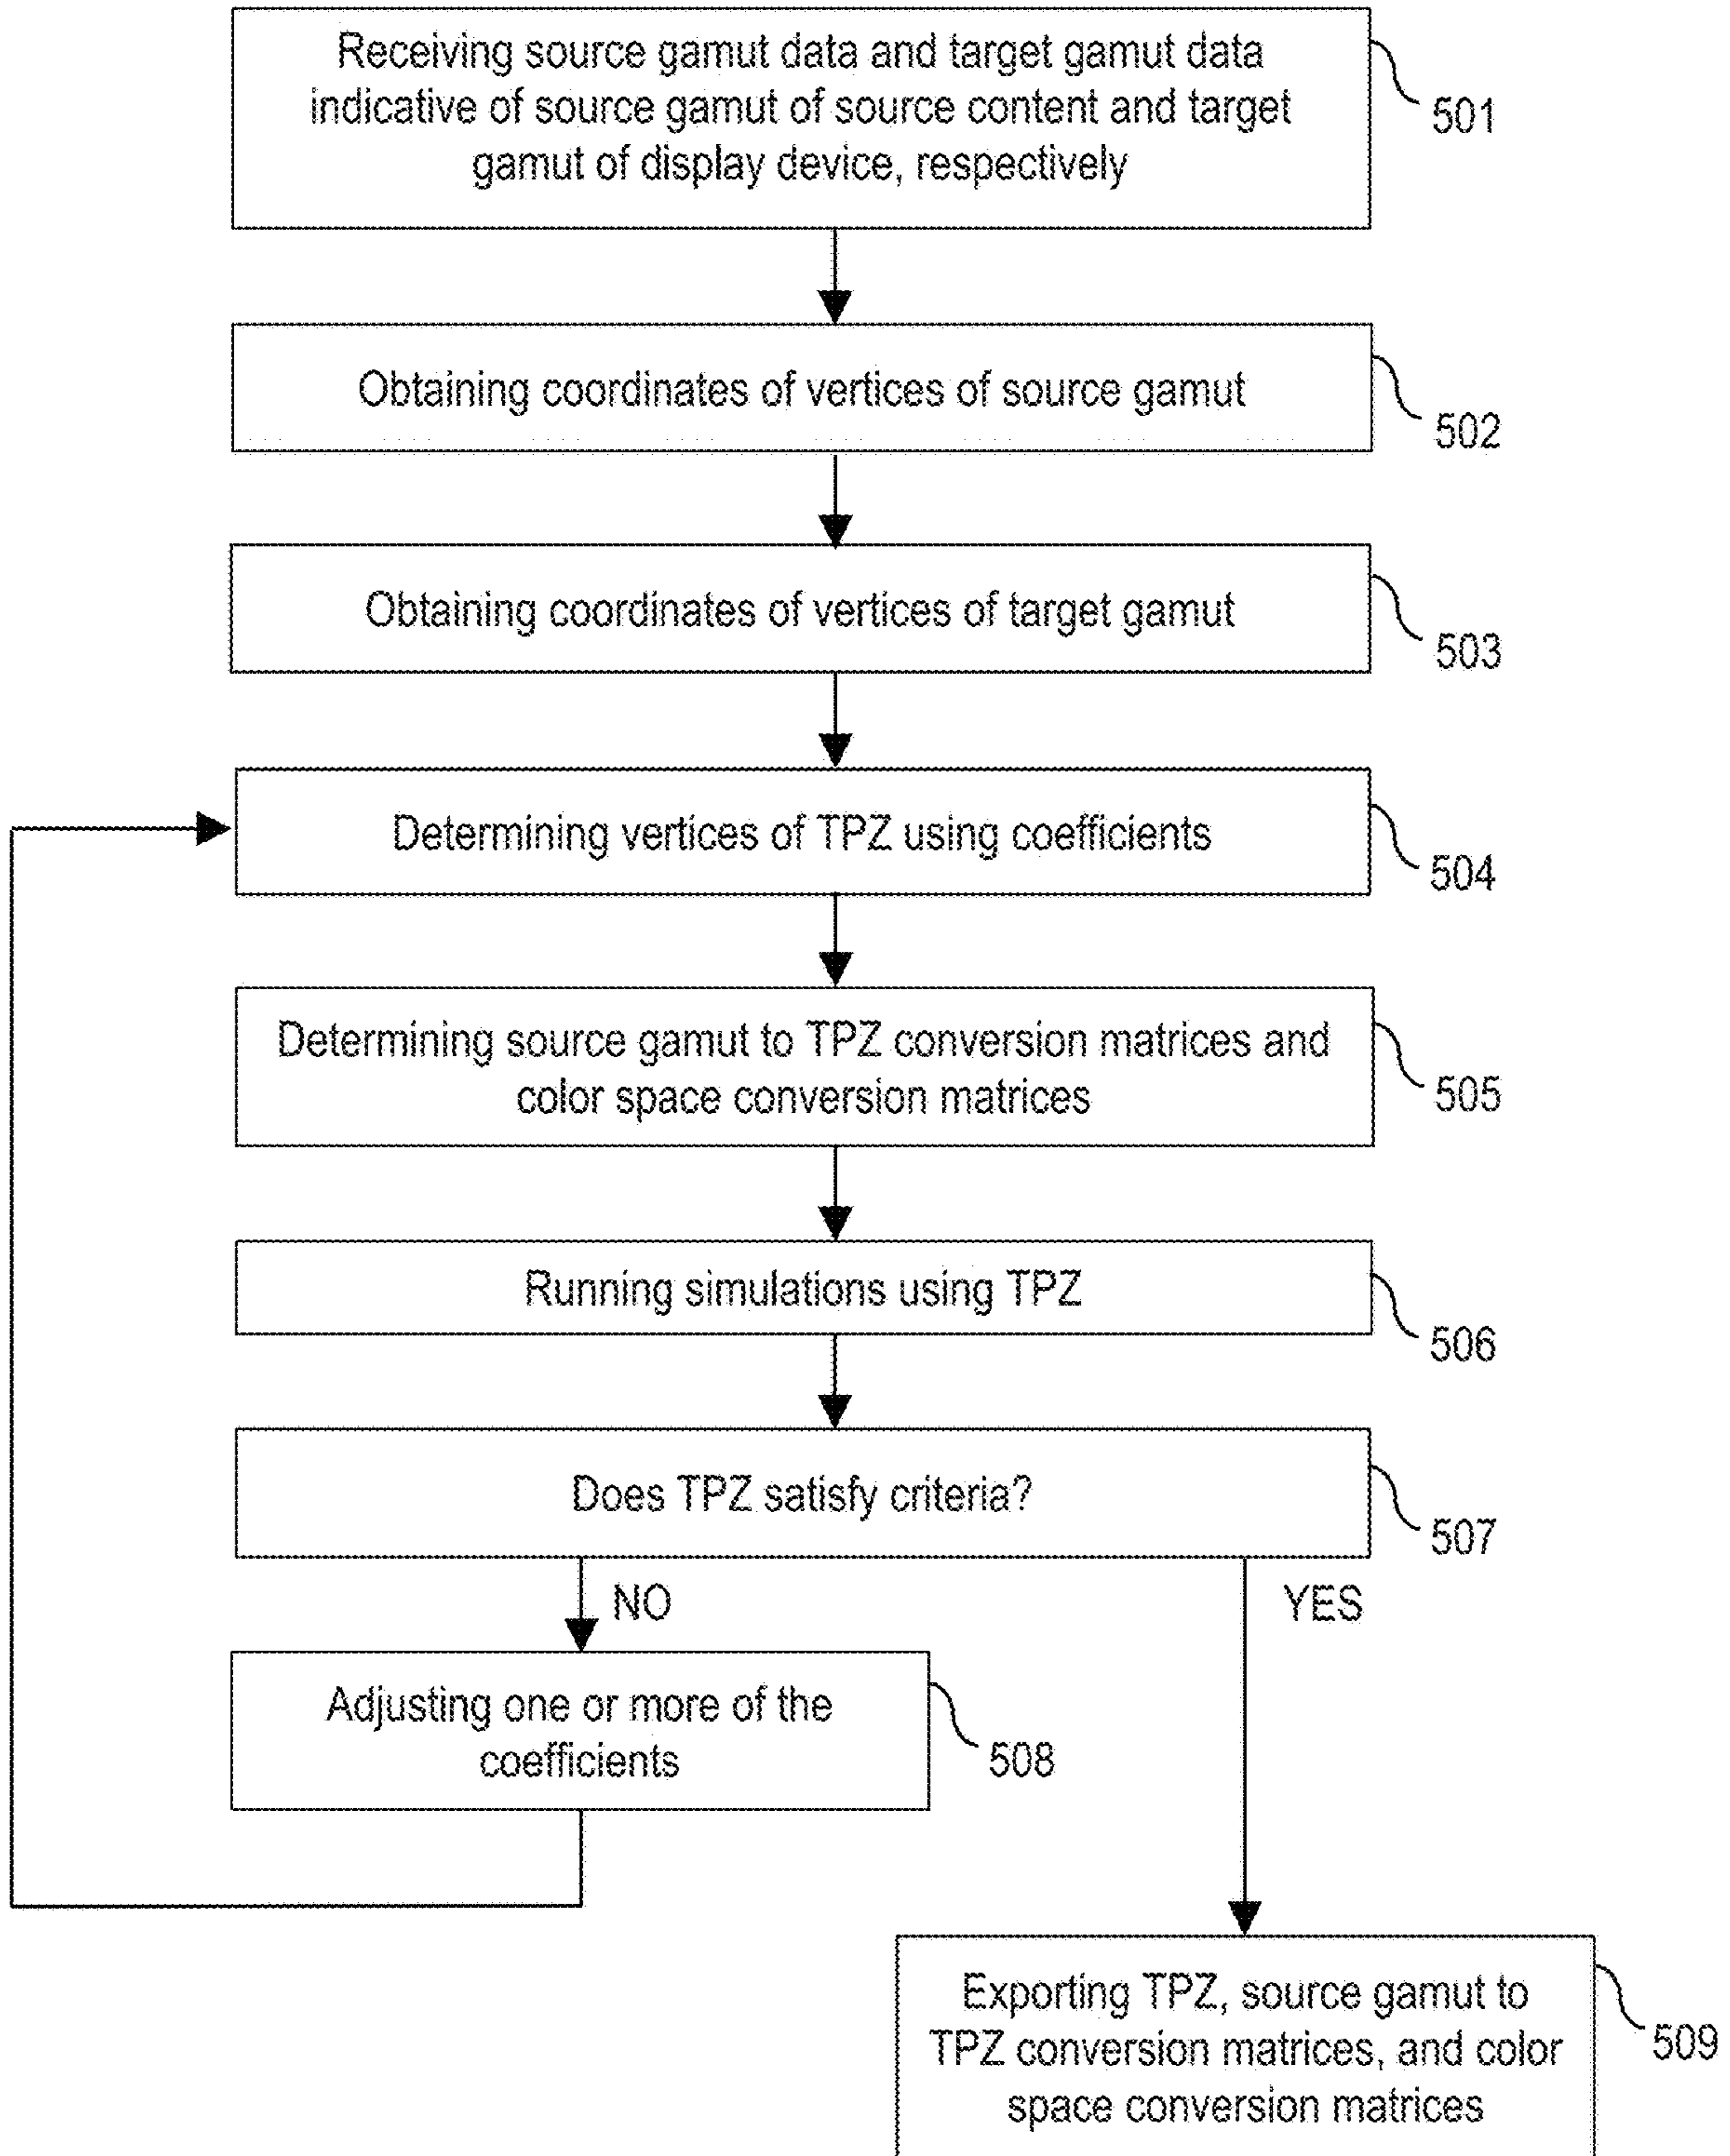 Receiving source gamut data and target gamut data
indicative of source gamut of source content and target
gamut of display device, respectively
501
Obtaining coordinates of vertices of source gamut
502
Obtaining coordinates of vertices of target gamut
503
Determining vertices of TPZ using coefficients
504
Determining source gamut to TPZ conversion matrices and
color space conversion matrices
505
Running simulations using TPZ
506
Does TPZ satisfy criteria?
507
NO
YES
Adjusting one or more of the
coefficients
508
Exporting TPZ, source gamut to
TPZ conversion matrices, and color
space conversion matrices
509